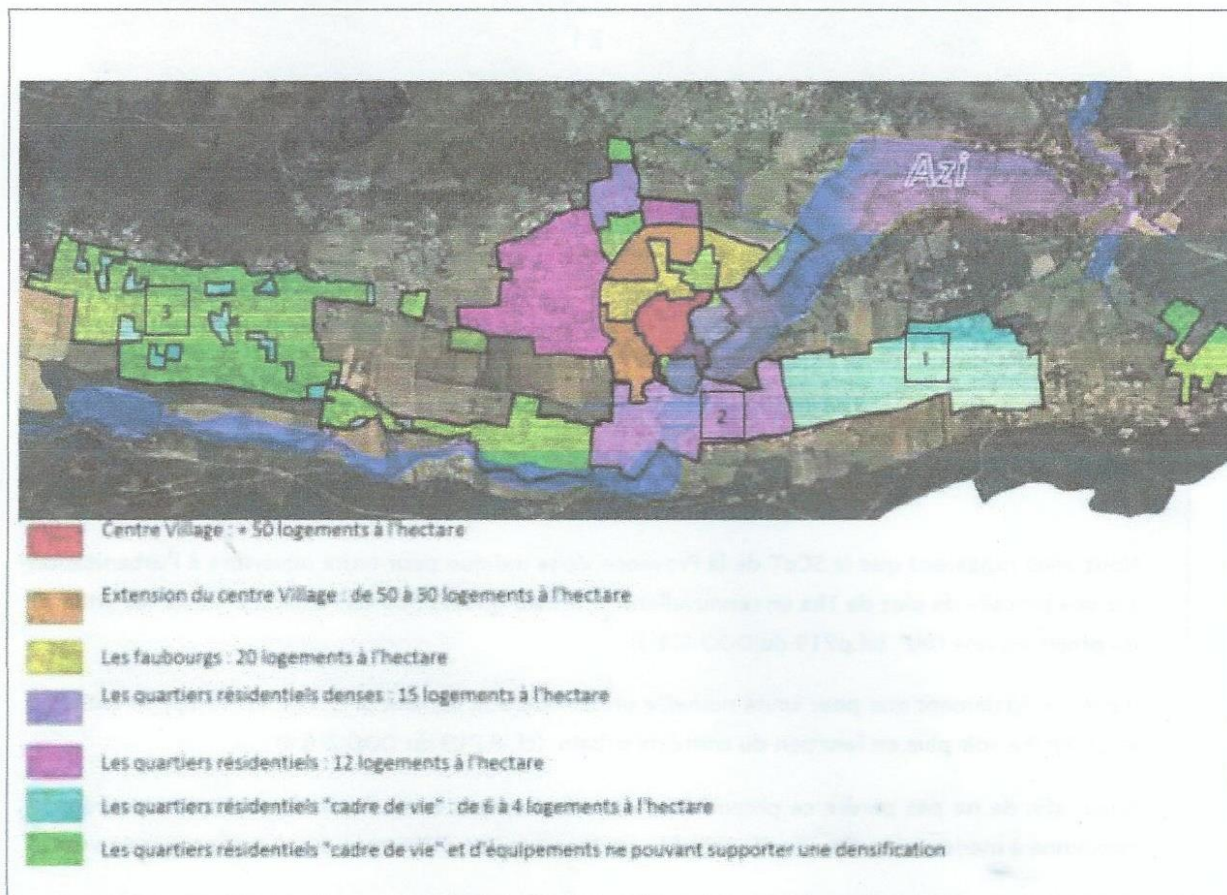 Azi
3
1
2
Centre Village : + 50 logements à l'hectare
Extension du centre Village : de 50 à 30 logements à l'hectare
Les faubourgs : 20 logements à l'hectare
Les quartiers résidentiels denses : 15 logements à l'hectare
Les quartiers résidentiels : 12 logements à l'hectare
Les quartiers résidentiels "cadre de vie" de 6 à 4 logements à l'hectare
Les quartiers résidentiels "cadre de vie" et d'équipements ne pouvant supporter une densification